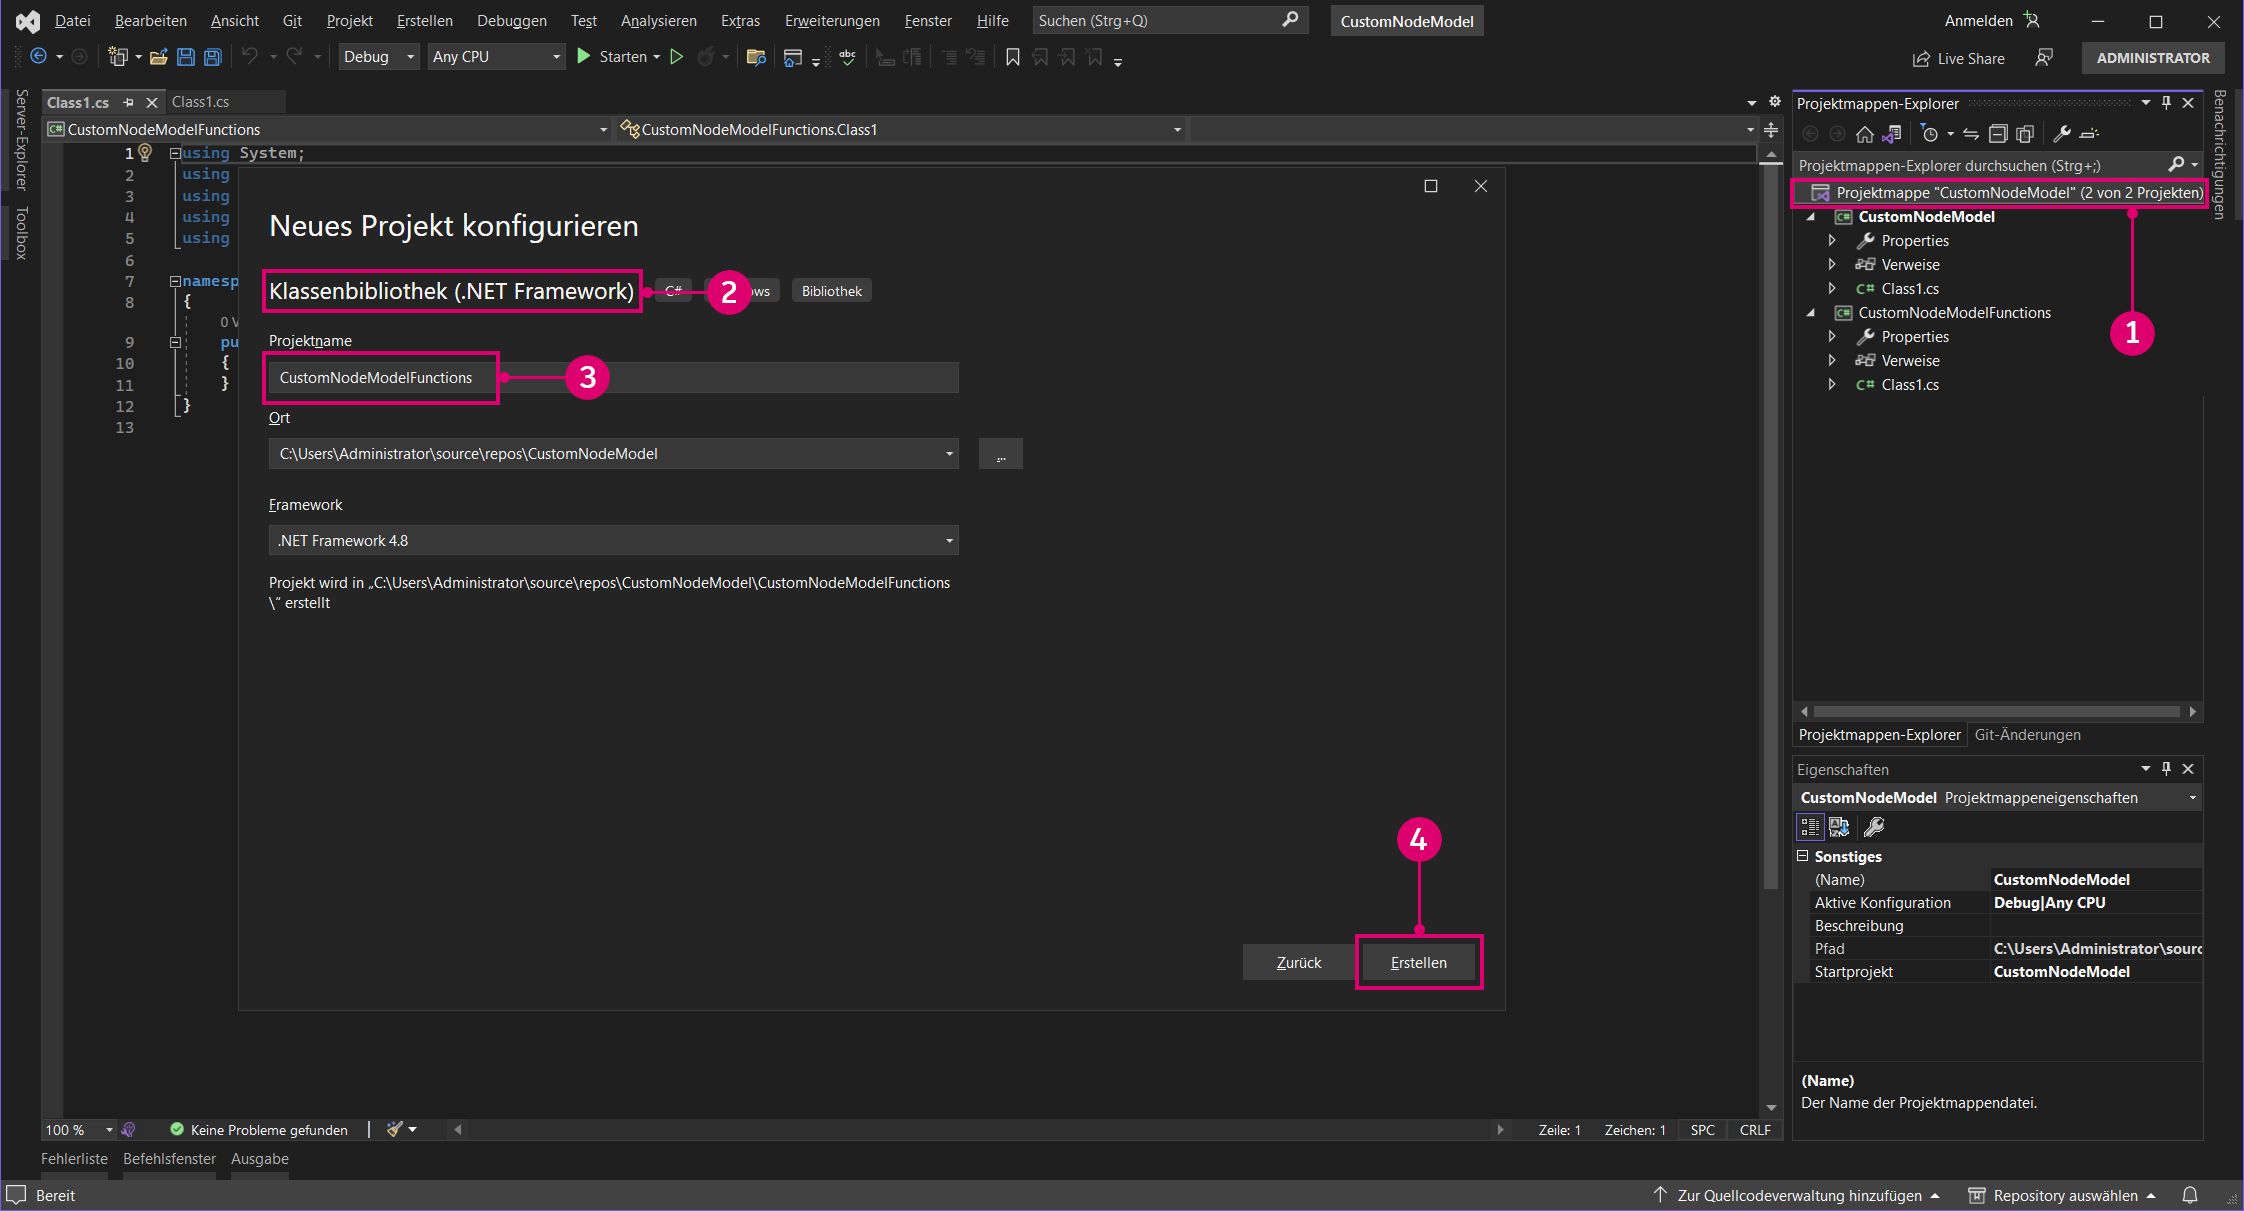 Datei Bearbeiten Ansicht Git Projekt Erstellen Debuggen Test Analysieren Extras Erweiterungen Fenster Hilfe Suchen (Strg+Q) CustomNodeModel Anmelden
Debug Any CPU Starten abc Live Share ADMINISTRATOR
Server-Explorer
Toolbox
Class1.cs Class1.cs
C# CustomNodeModelFunctions CustomNodeModelFunctions.Class1
1 using System;
2 using
3 using
4 using
5 using
6
7 namesp
8 {
0 V
9 pu
10 {
11 }
12 }
13
Neues Projekt konfigurieren
Klassenbibliothek (.NET Framework) C# 2 ows Bibliothek
Projektname
CustomNodeModelFunctions 3
Ort
C:\Users\Administrator\source\repos\CustomNodeModel ...
Framework
.NET Framework 4.8
Projekt wird in „C:\Users\Administrator\source\repos\CustomNodeModel\CustomNodeModelFunctions
\“ erstellt
4
Zurück Erstellen
100 % Keine Probleme gefunden Zeile: 1 Zeichen: 1 SPC CRLF
Fehlerliste Befehlsfenster Ausgabe
Projektmappen-Explorer
Projektmappen-Explorer durchsuchen (Strg+;)
Projektmappe "CustomNodeModel" (2 von 2 Projekten)
1
C# CustomNodeModel
Properties
Verweise
C# Class1.cs
C# CustomNodeModelFunctions
Properties
Verweise
C# Class1.cs
Projektmappen-Explorer Git-Änderungen
Eigenschaften
CustomNodeModel Projektmappeneigenschaften
Sonstiges
(Name) CustomNodeModel
Aktive Konfiguration Debug|Any CPU
Beschreibung
Pfad C:\Users\Administrator\sourc
Startprojekt CustomNodeModel
(Name)
Der Name der Projektmappendatei.
Benachrichtigungen
Bereit Zur Quellcodeverwaltung hinzufügen Repository auswählen